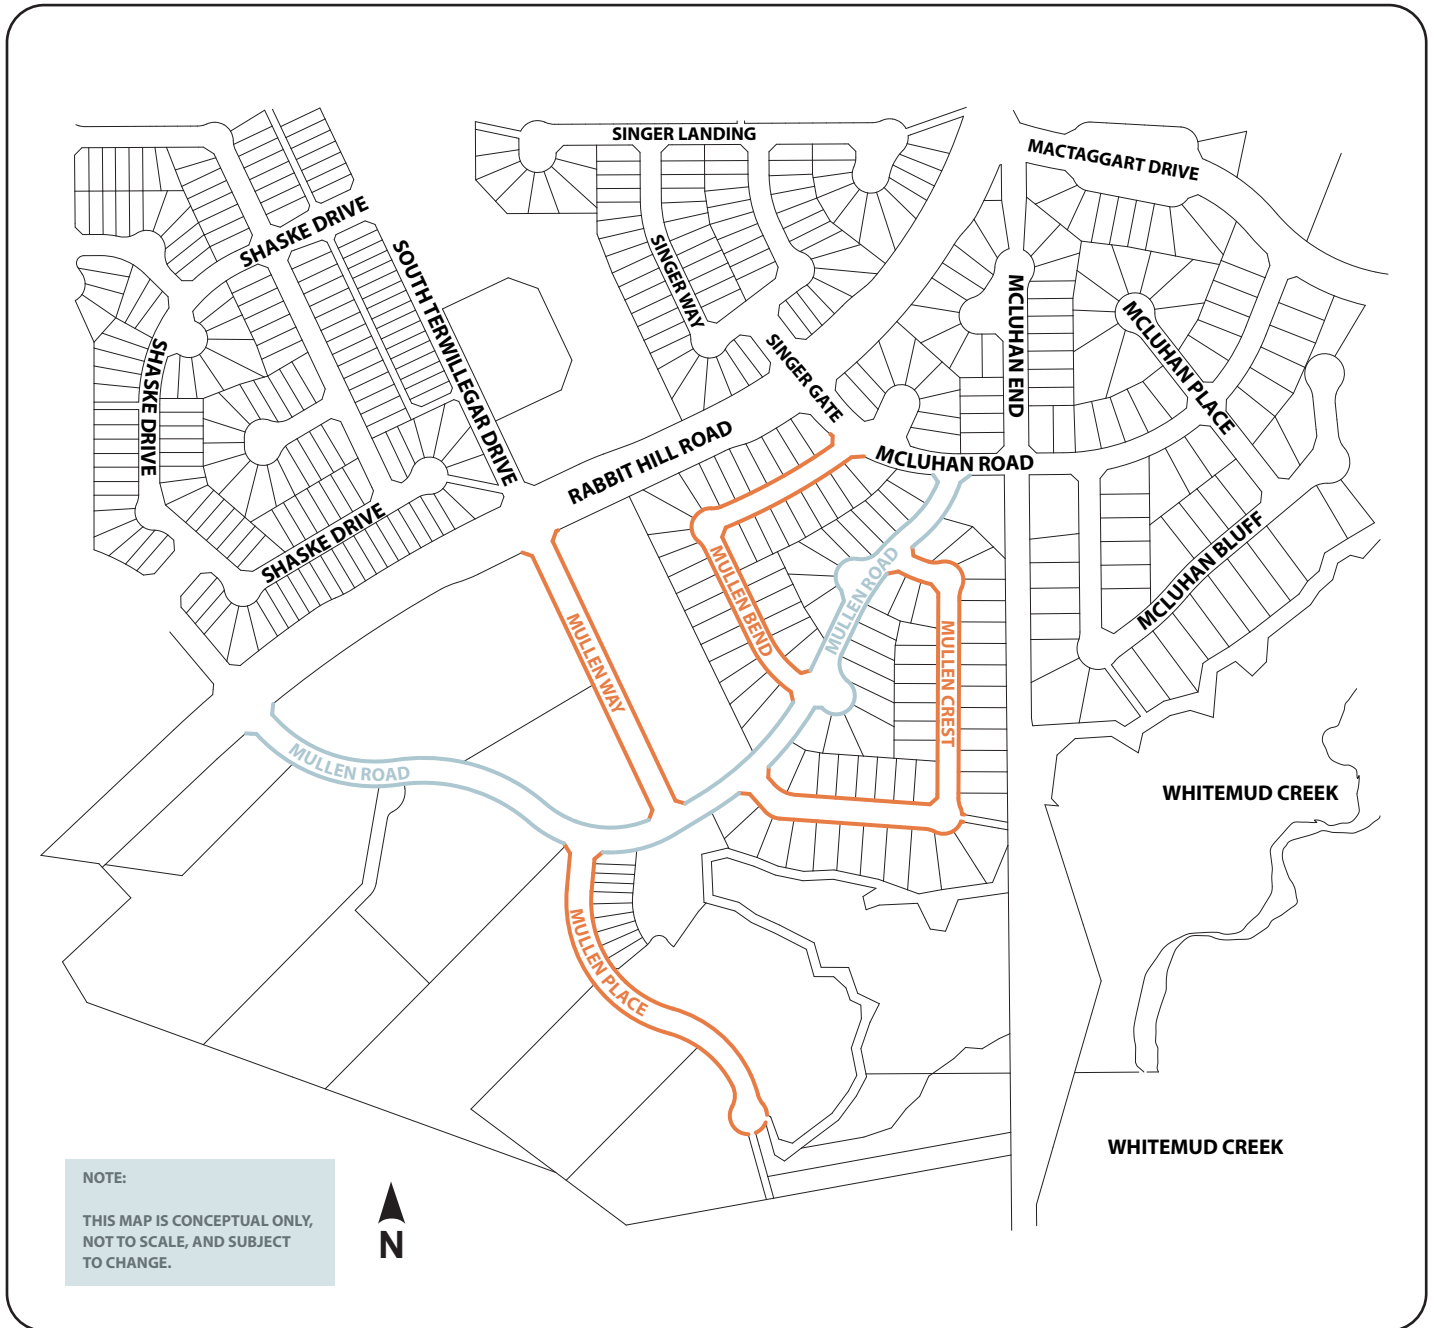 SINGER LANDING
MACTAGGART DRIVE
SHASKE DRIVE
SOUTH TERWILLEGAR DRIVE
SINGER WAY
MCLUHAN END
MCLUHAN PLACE
SHASKE DRIVE
SINGER GATE
RABBIT HILL ROAD
MCLUHAN ROAD
SHASKE DRIVE
MCLUHAN BLUFF
MULLEN BEND
MULLEN ROAD
MULLEN WAY
MULLEN CREST
MULLEN ROAD
WHITEMUD CREEK
MULLEN PLACE
WHITEMUD CREEK
NOTE:
THIS MAP IS CONCEPTUAL ONLY,
NOT TO SCALE, AND SUBJECT
TO CHANGE.
N